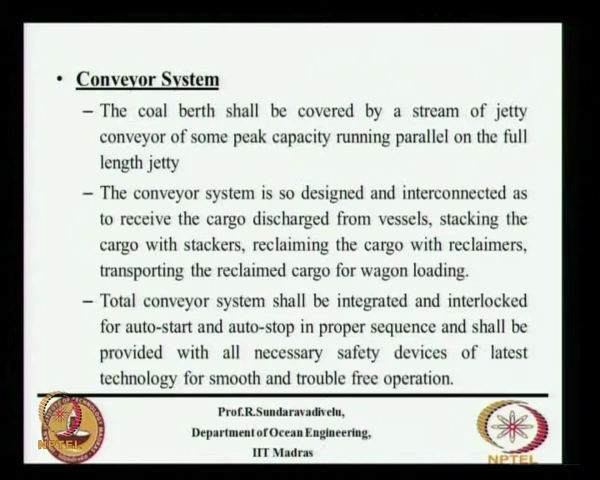 • Conveyor System
– The coal berth shall be covered by a stream of jetty
conveyor of some peak capacity running parallel on the full
length jetty
– The conveyor system is so designed and interconnected as
to receive the cargo discharged from vessels, stacking the
cargo with stackers, reclaiming the cargo with reclaimers,
transporting the reclaimed cargo for wagon loading.
– Total conveyor system shall be integrated and interlocked
for auto-start and auto-stop in proper sequence and shall be
provided with all necessary safety devices of latest
technology for smooth and trouble free operation.
Prof.R.Sundaravadivelu,
Department of Ocean Engineering,
IIT Madras
NPTEL
NPTEL